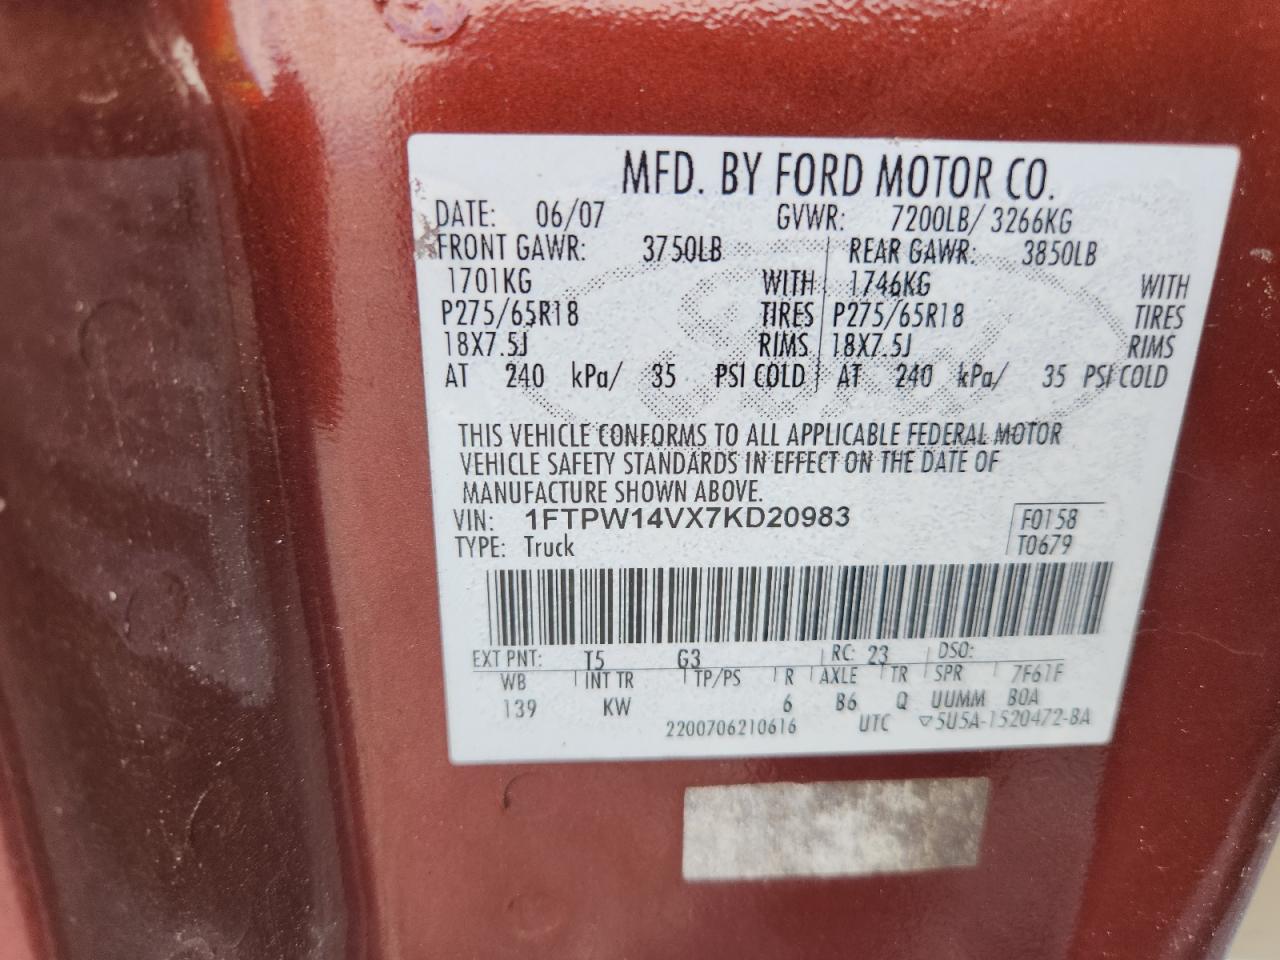 MFD. BY FORD MOTOR CO.
DATE: 06/07 GVWR: 7200LB/ 3266KG
FRONT GAWR: 3750LB REAR GAWR: 3850LB
1701KG WITH 1746KG WITH
P275/65R18 TIRES P275/65R18 TIRES
18X7.5J RIMS 18X7.5J RIMS
AT 240 kPa/ 35 PSI COLD AT 240 kPa/ 35 PSI COLD
THIS VEHICLE CONFORMS TO ALL APPLICABLE FEDERAL MOTOR
VEHICLE SAFETY STANDARDS IN EFFECT ON THE DATE OF
MANUFACTURE SHOWN ABOVE.
VIN: 1FTPW14VX7KD20983 F0158
TYPE: Truck T0679
EXT PNT: T5 G3 RC: 23 DSO:
WB INT TR TP/PS R AXLE TR SPR 7F61F
139 KW 6 B6 Q UUMM BOA
2200706210616 UTC ▽5U5A-1520472-BA